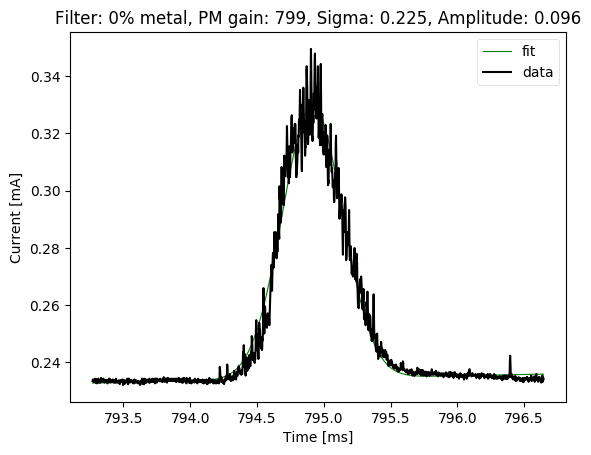 Filter: 0% metal, PM gain: 799, Sigma: 0.225, Amplitude: 0.096
fit
data
0.34
0.32
0.30
0.28
0.26
0.24
Current [mA]
793.5 794.0 794.5 795.0 795.5 796.0 796.5
Time [ms]